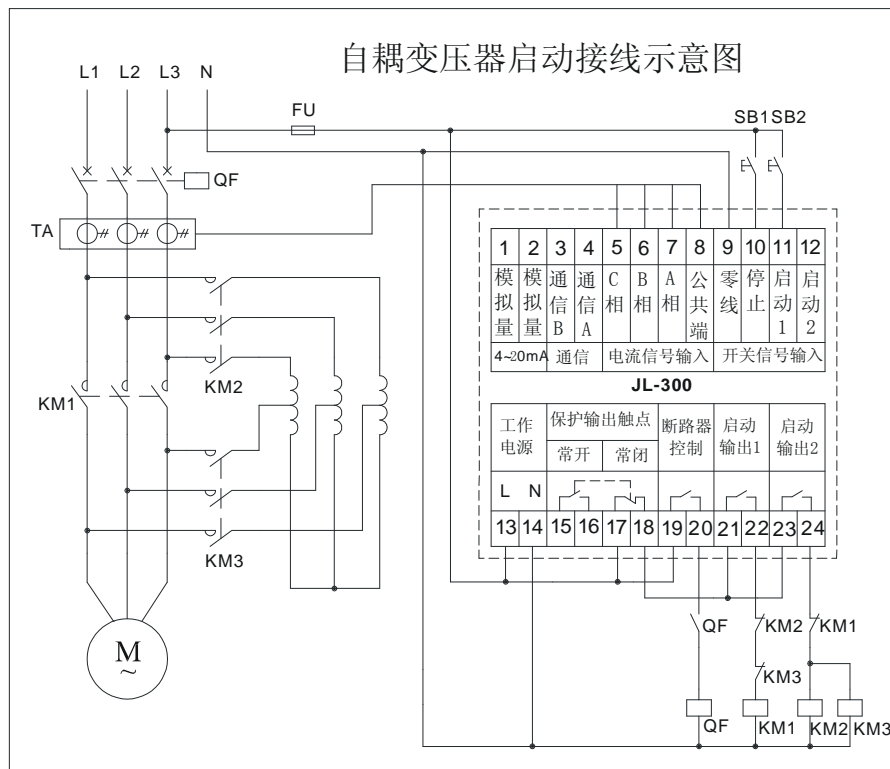 自耦变压器启动接线示意图
L1 L2 L3 N
FU
SB1 SB2
QF
TA
1 2 3 4 5 6 7 8 9 10 11 12
模拟量 模拟量 通信B 通信A C相 B相 A相 公共端 零线 停止 启动1 启动2
4~20mA 通信 电流信号输入 开关信号输入
JL-300
KM2
KM1
工作电源 保护输出触点 断路器控制 启动输出1 启动输出2
常开 常闭
L N
13 14 15 16 17 18 19 20 21 22 23 24
KM3
QF KM2 KM1
KM3
M
~
QF KM1 KM2 KM3